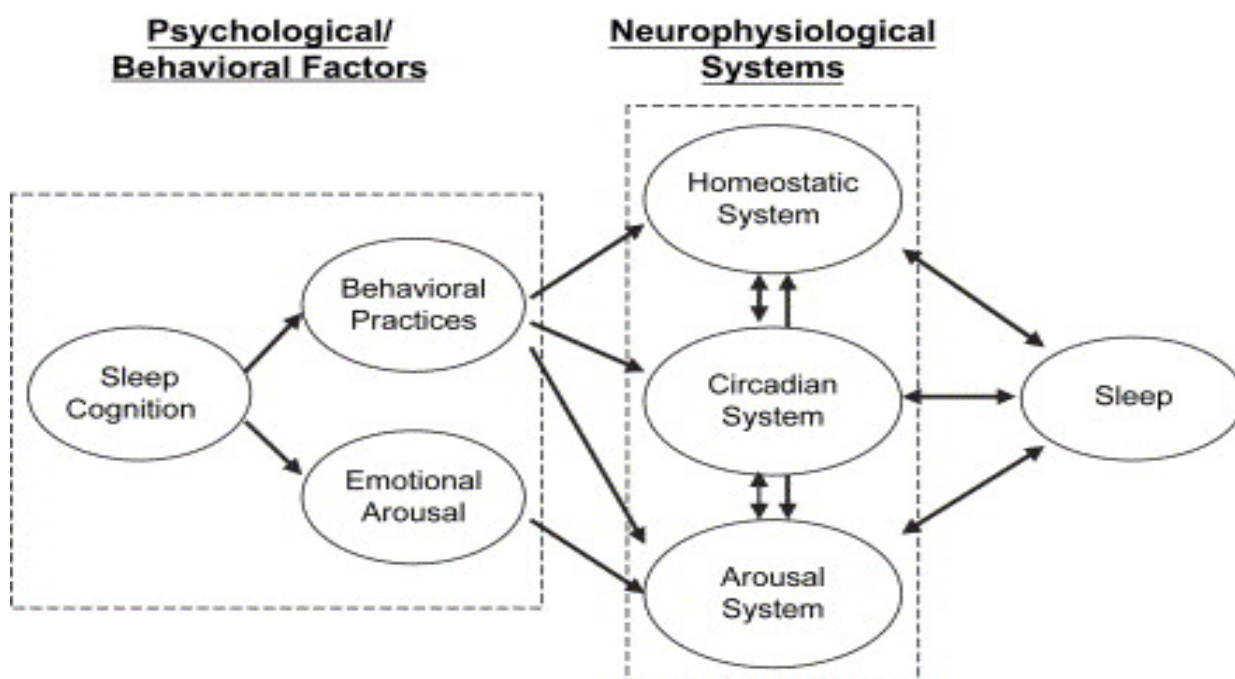 Psychological/
Behavioral Factors
Neurophysiological
Systems
Homeostatic
System
Behavioral
Practices
Sleep
Cognition
Circadian
System
Sleep
Emotional
Arousal
Arousal
System